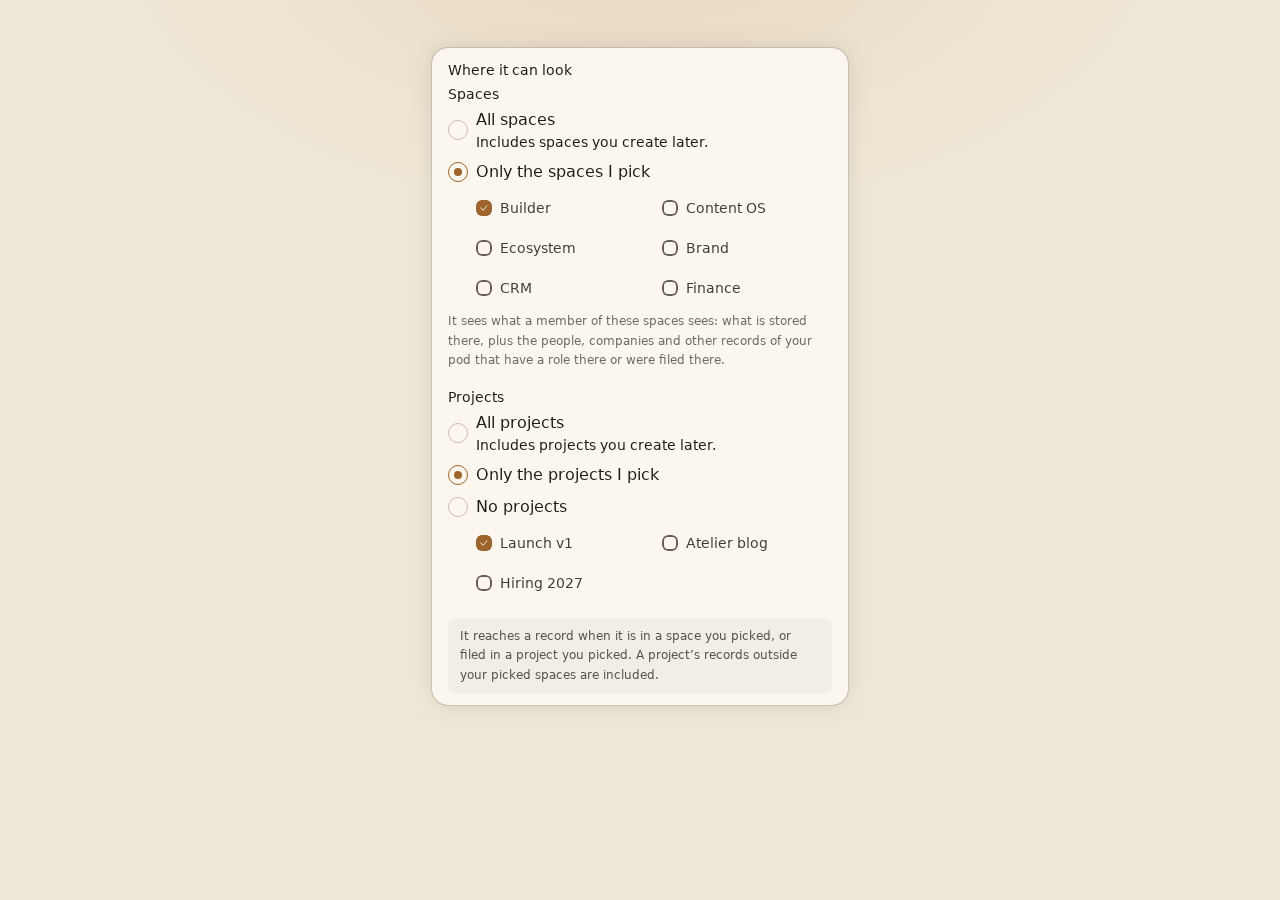 Where it can look
Spaces
All spaces
Includes spaces you create later.
Only the spaces I pick
Builder
Content OS
Ecosystem
Brand
CRM
Finance
It sees what a member of these spaces sees: what is stored
there, plus the people, companies and other records of your
pod that have a role there or were filed there.
Projects
All projects
Includes projects you create later.
Only the projects I pick
No projects
Launch v1
Atelier blog
Hiring 2027
It reaches a record when it is in a space you picked, or
filed in a project you picked. A project’s records outside
your picked spaces are included.